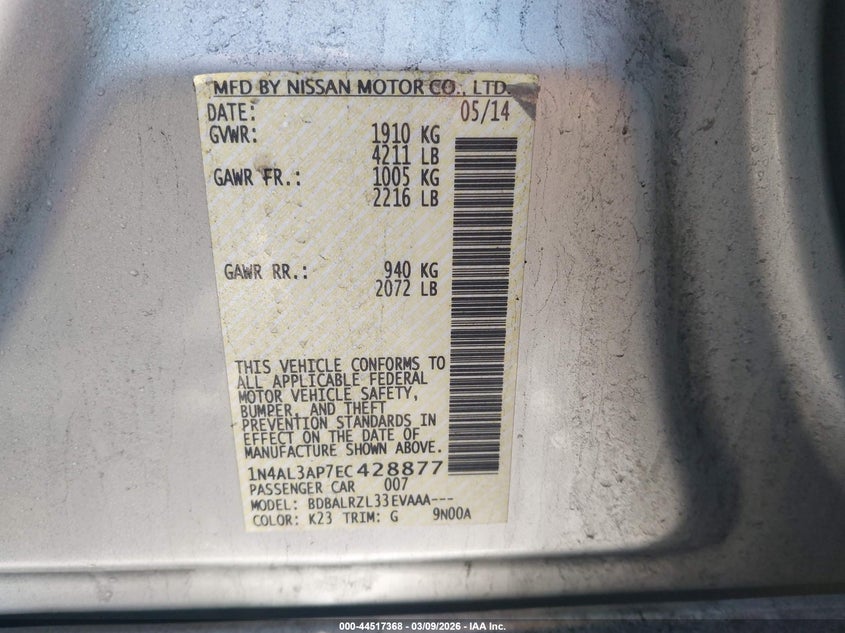 MFD BY NISSAN MOTOR CO., LTD.
DATE: 05/14
GVWR: 1910 KG
4211 LB
GAWR FR.: 1005 KG
2216 LB
GAWR RR.: 940 KG
2072 LB
THIS VEHICLE CONFORMS TO
ALL APPLICABLE FEDERAL
MOTOR VEHICLE SAFETY,
BUMPER, AND THEFT
PREVENTION STANDARDS IN
EFFECT ON THE DATE OF
MANUFACTURE SHOWN ABOVE.
1N4AL3AP7EC428877
PASSENGER CAR 007
MODEL: BDBALRZL33EVAAA---
COLOR: K23 TRIM: G 9N00A
000-44517368 - 03/09/2026 - IAA Inc.